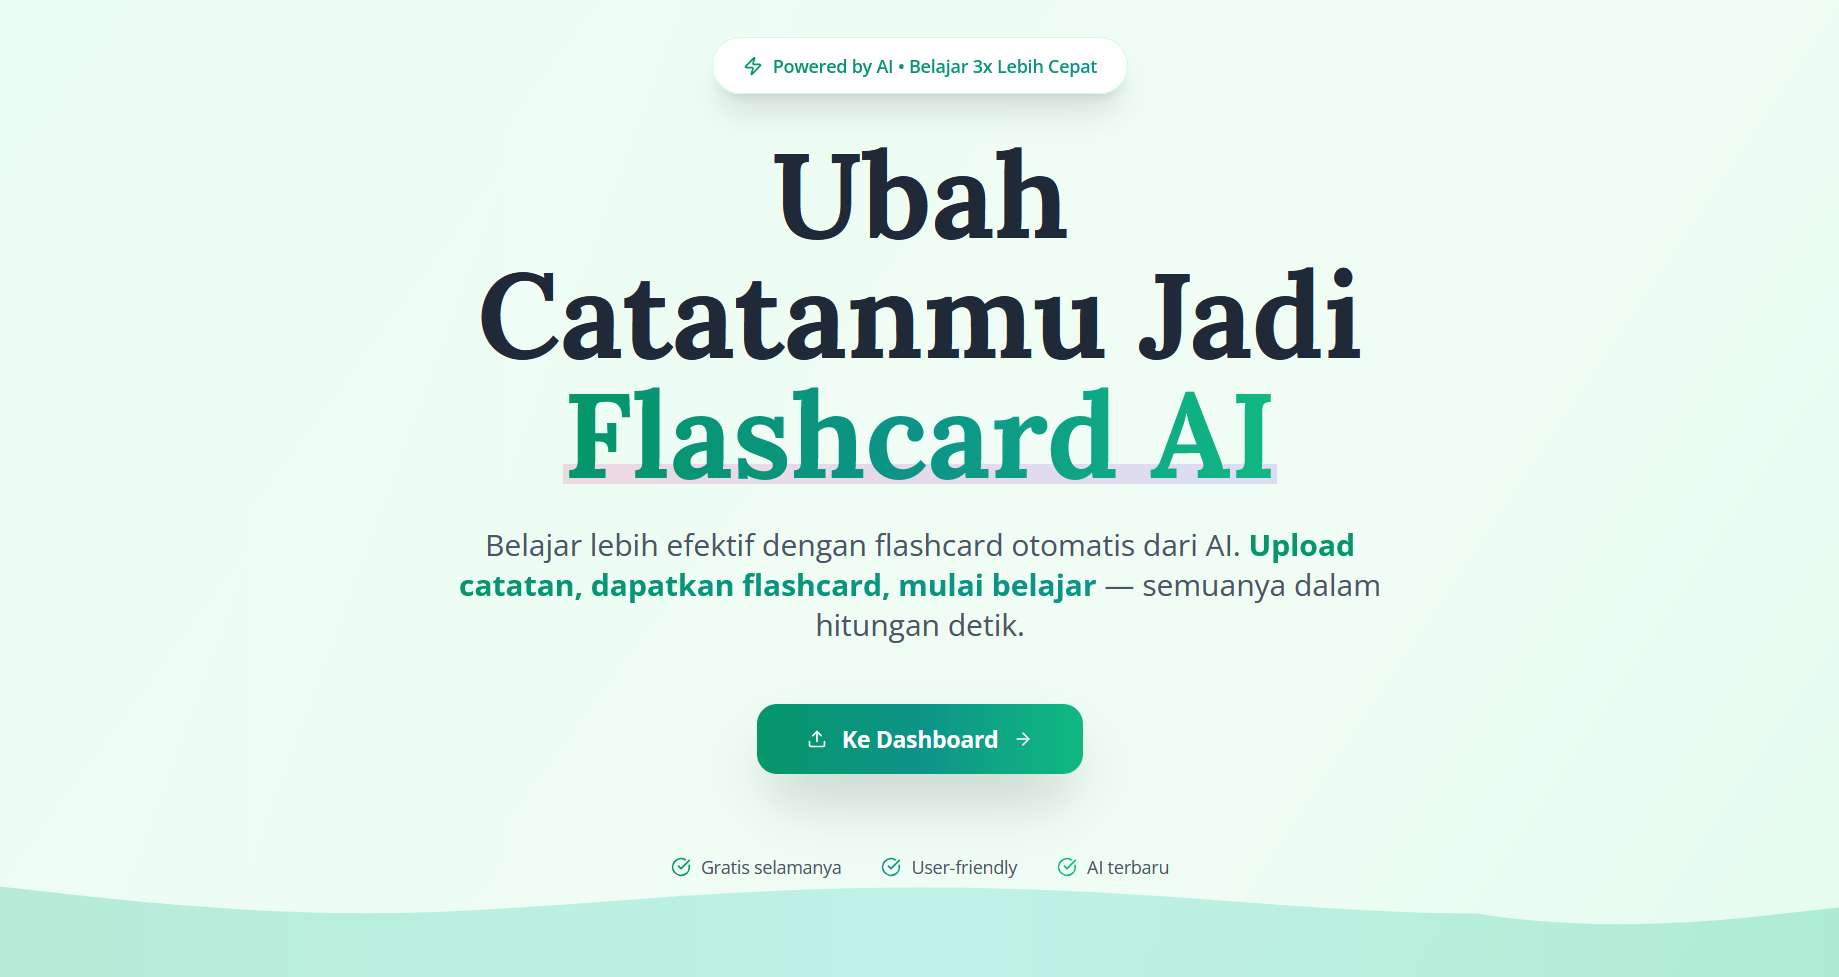 Powered by AI • Belajar 3x Lebih Cepat
Ubah
Catatanmu Jadi
Flashcard AI
Belajar lebih efektif dengan flashcard otomatis dari AI. Upload
catatan, dapatkan flashcard, mulai belajar — semuanya dalam
hitungan detik.
Ke Dashboard
Gratis selamanya
User-friendly
AI terbaru